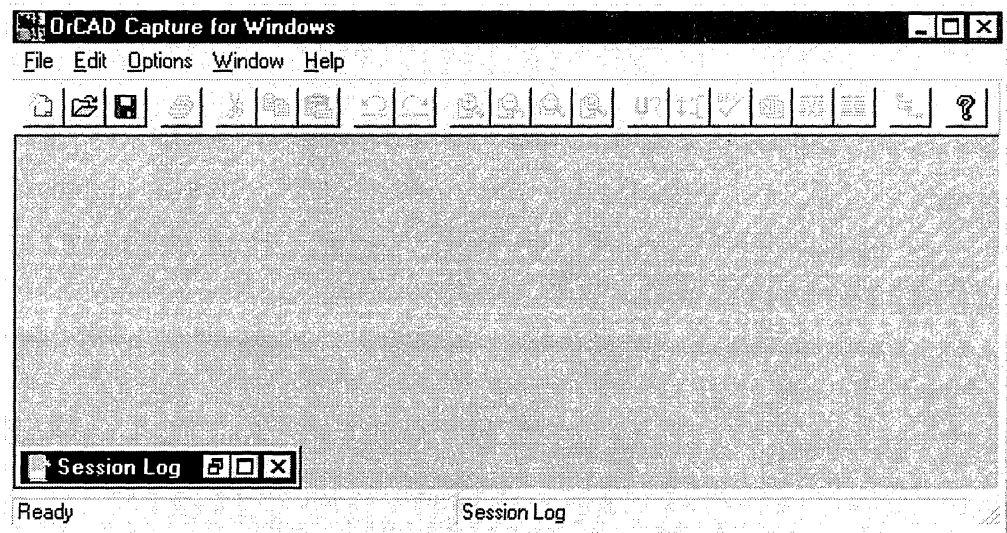 OrCAD Capture for Windows
File Edit Options Window Help
U?
Session Log
Ready Session Log